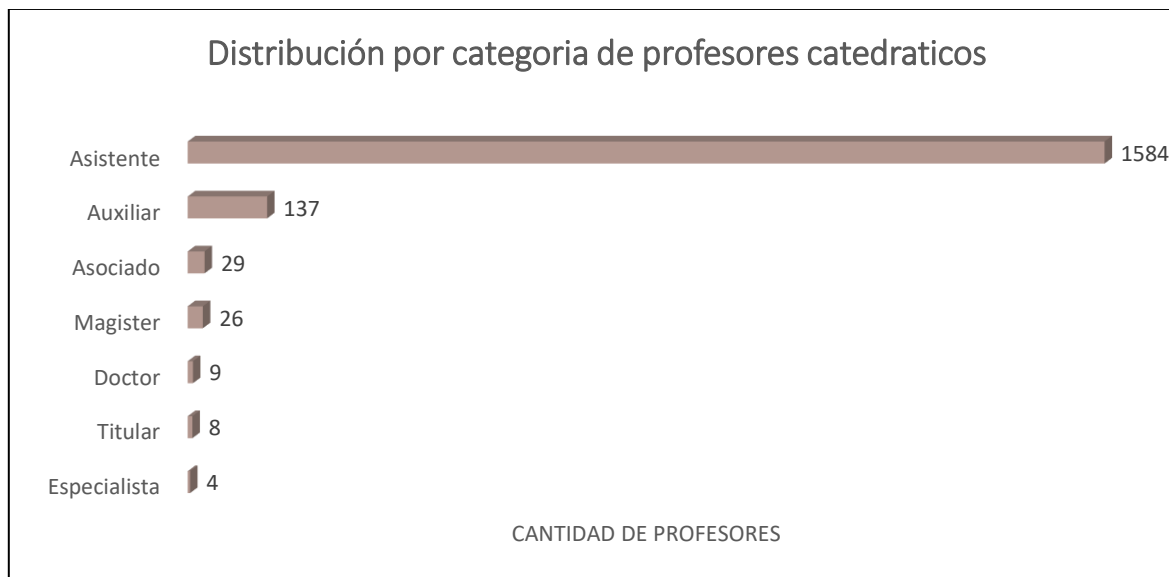 Distribución por categoria de profesores catedraticos
Asistente 1584
Auxiliar 137
Asociado 29
Magister 26
Doctor 9
Titular 8
Especialista 4
CANTIDAD DE PROFESORES